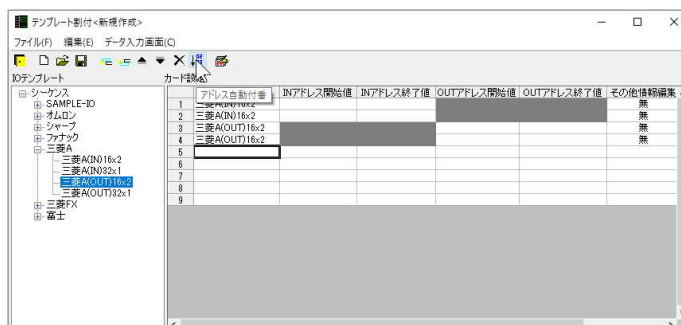 テンプレート割付<新規作成>
ファイル(F) 編集(E) データ入力画面(C)
IOテンプレート
カード
アドレス自動付番
シーケンス
SAMPLE-IO
オムロン
シャープ
ファナック
三菱A
三菱A(IN)16x2
三菱A(IN)32x1
三菱A(OUT)16x2
三菱A(OUT)32x1
三菱FX
富士
INアドレス開始値 INアドレス終了値 OUTアドレス開始値 OUTアドレス終了値 その他情報編集
1 三菱A(IN)16x2 無
2 三菱A(IN)16x2 無
3 三菱A(OUT)16x2 無
4 三菱A(OUT)16x2 無
5
6
7
8
9